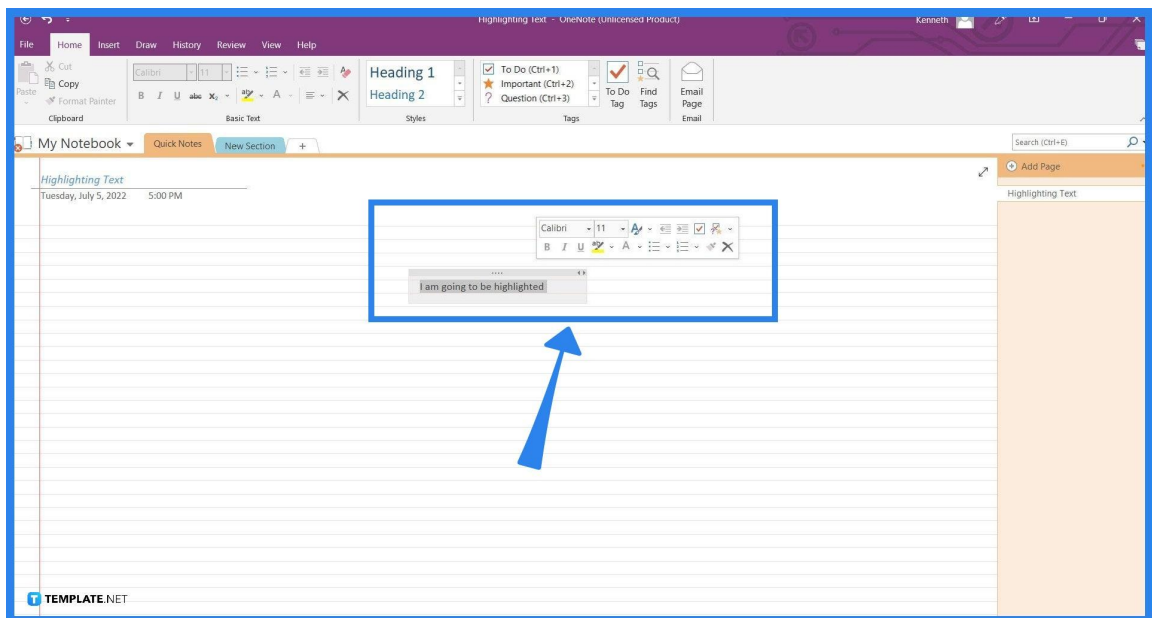 Highlighting Text - OneNote (Unlicensed Product)
Kenneth
File Home Insert Draw History Review View Help
Paste
Cut
Copy
Format Painter
Clipboard
Calibri 11
B I U abc X₂ aby A
Basic Text
Heading 1
Heading 2
Styles
To Do (Ctrl+1)
Important (Ctrl+2)
? Question (Ctrl+3)
To Do Tag
Find Tags
Tags
Email Page
Email
My Notebook Quick Notes New Section +
Search (Ctrl+E)
Add Page
Highlighting Text
Highlighting Text
Tuesday, July 5, 2022 5:00 PM
Calibri 11 A
B I U aby A
I am going to be highlighted
T TEMPLATE.NET